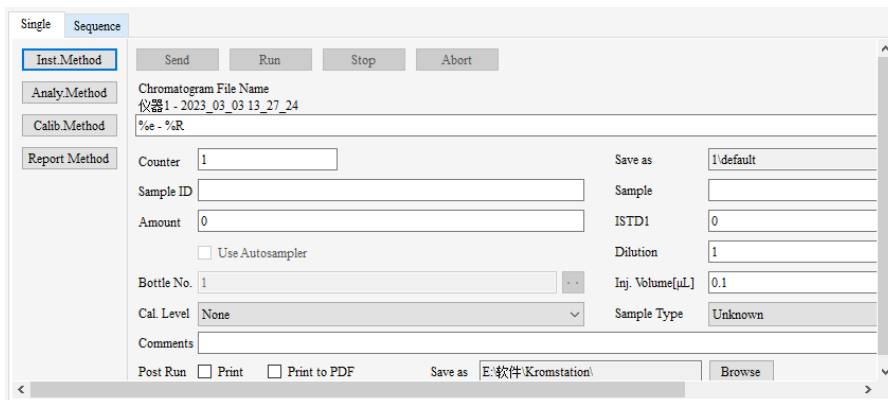 Single Sequence
Inst.Method Send Run Stop Abort
Analy.Method Chromatogram File Name
仪器1 - 2023_03_03 13_27_24
Calib.Method %e - %R
Report Method Counter 1 Save as 1\default
Sample ID Sample
Amount 0 ISTD1 0
Use Autosampler Dilution 1
Bottle No. 1 .. Inj. Volume[µL] 0.1
Cal. Level None Sample Type Unknown
Comments
Post Run Print Print to PDF Save as E:\软件\Kromstation\ Browse